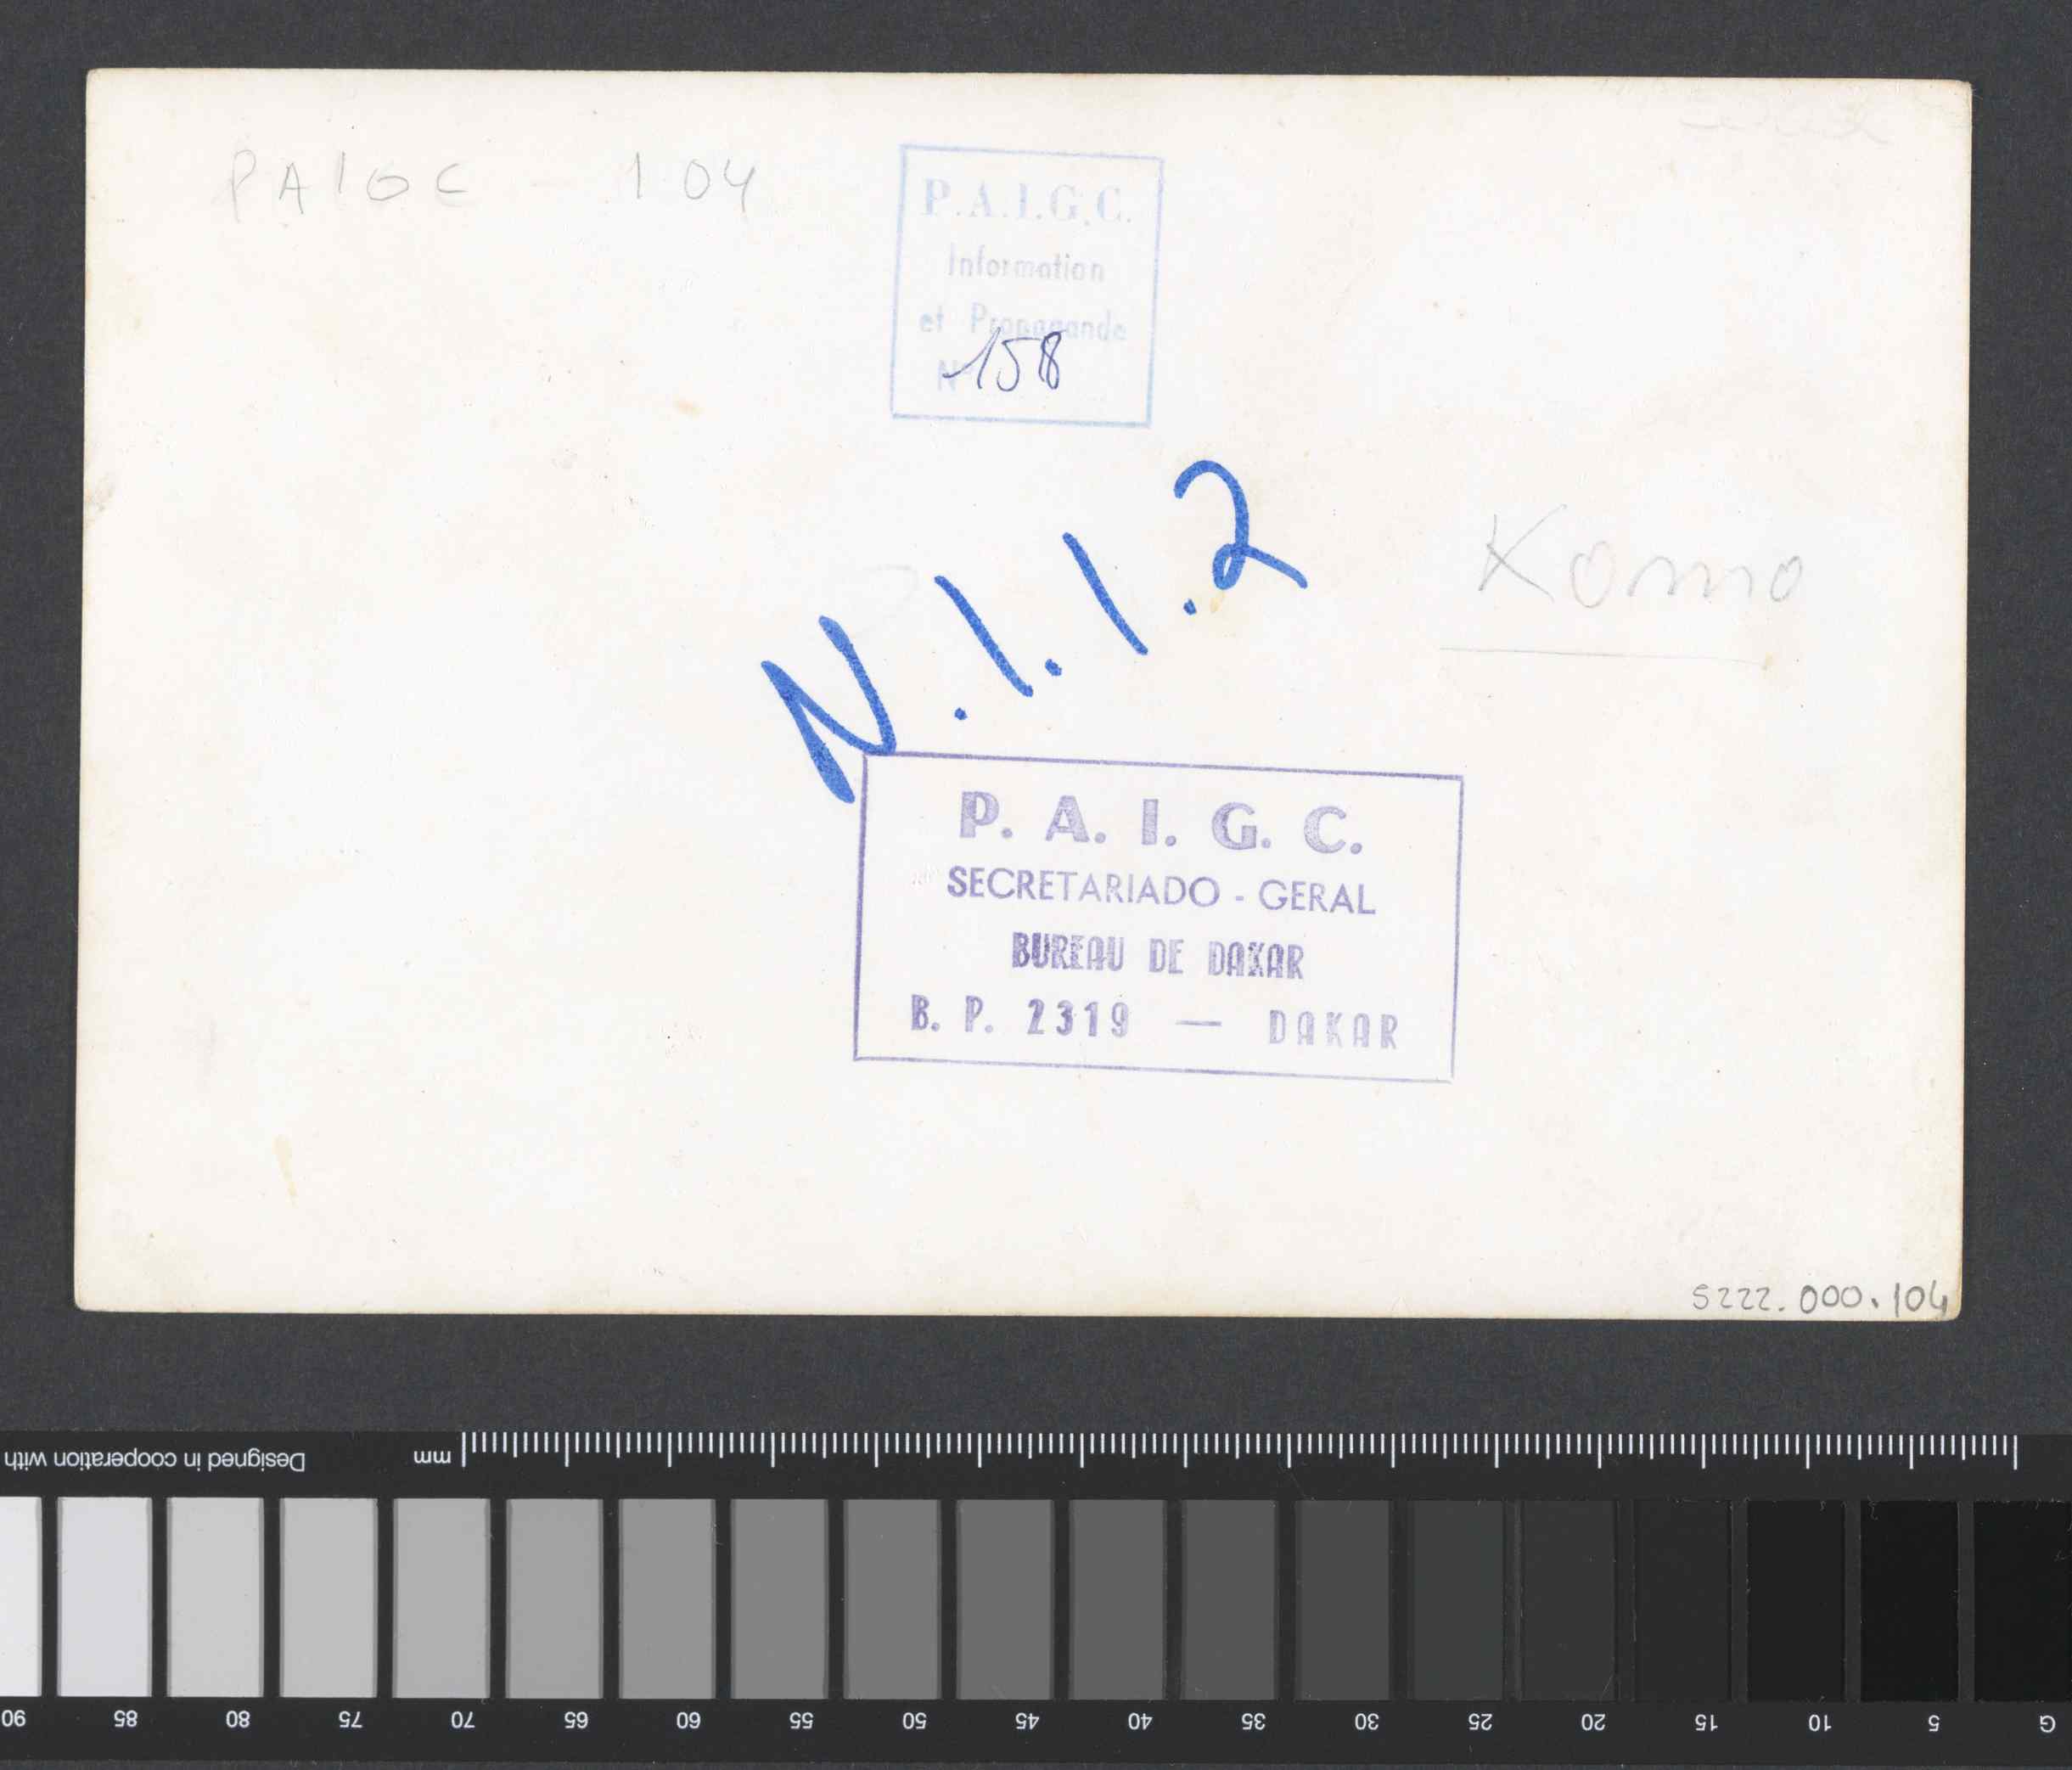 PAIGC - 104
P.A.I.G.C.
Information
et Propagande
N° 158
N.1.1.2
Komo
P. A. I. G. C.
SECRETARIADO - GERAL
BUREAU DE DAKAR
B. P. 2319 — DAKAR
5222.000.104
Designed in cooperation with
mm
90 85 80 75 70 65 60 55 50 45 40 35 30 25 20 15 10 5 G